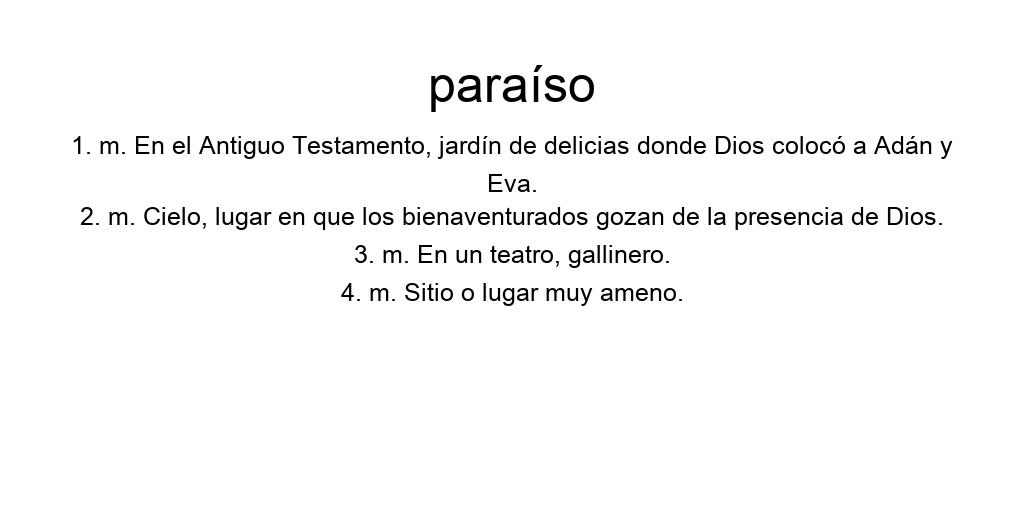 paraíso
1. m. En el Antiguo Testamento, jardín de delicias donde Dios colocó a Adán y
Eva.
2. m. Cielo, lugar en que los bienaventurados gozan de la presencia de Dios.
3. m. En un teatro, gallinero.
4. m. Sitio o lugar muy ameno.